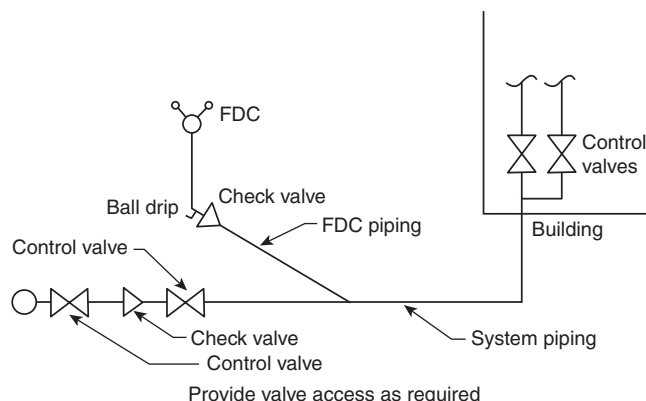 FDC
Control
valves
Check valve
Ball drip
FDC piping
Building
Control valve
Check valve
System piping
Control valve
Provide valve access as required